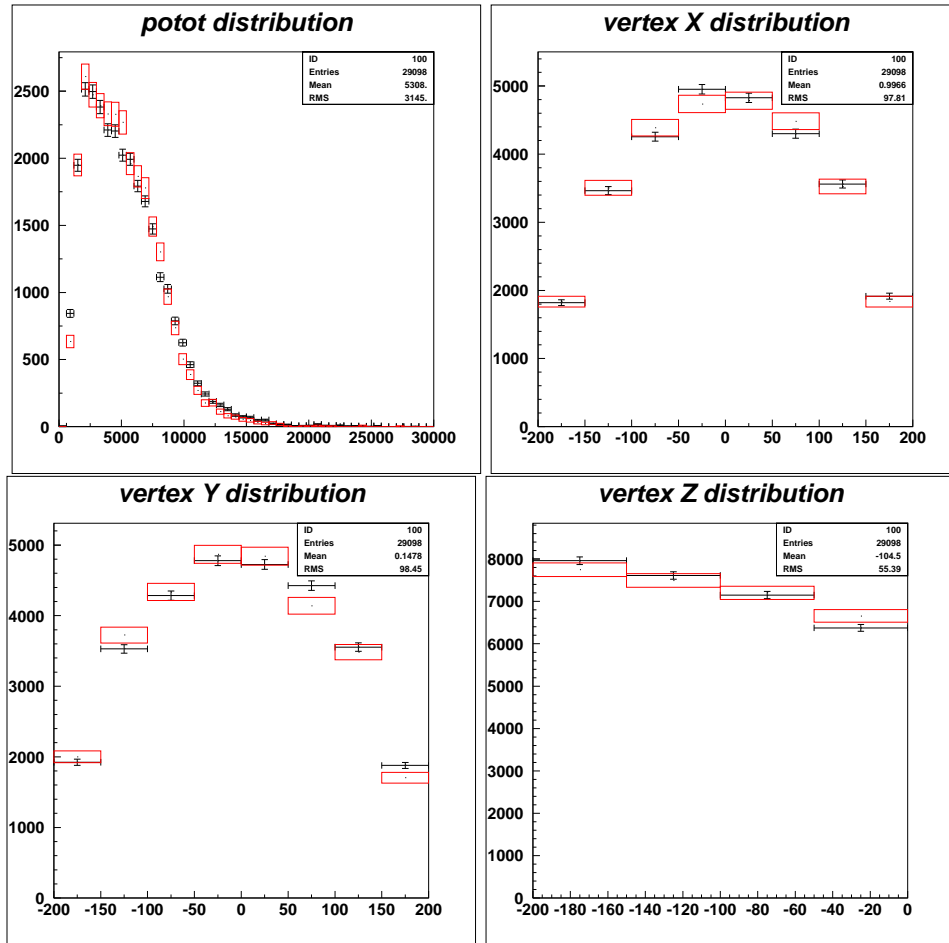 potot distribution
ID 100
Entries 29098
Mean 5308.
RMS 3145.
2500
2000
1500
1000
500
0
0 5000 10000 15000 20000 25000 30000
vertex X distribution
ID 100
Entries 29098
Mean 0.9966
RMS 97.81
5000
4000
3000
2000
1000
0
-200 -150 -100 -50 0 50 100 150 200
vertex Y distribution
ID 100
Entries 29098
Mean 0.1478
RMS 98.45
5000
4000
3000
2000
1000
0
-200 -150 -100 -50 0 50 100 150 200
vertex Z distribution
ID 100
Entries 29098
Mean -104.5
RMS 55.39
8000
7000
6000
5000
4000
3000
2000
1000
0
-200 -180 -160 -140 -120 -100 -80 -60 -40 -20 0